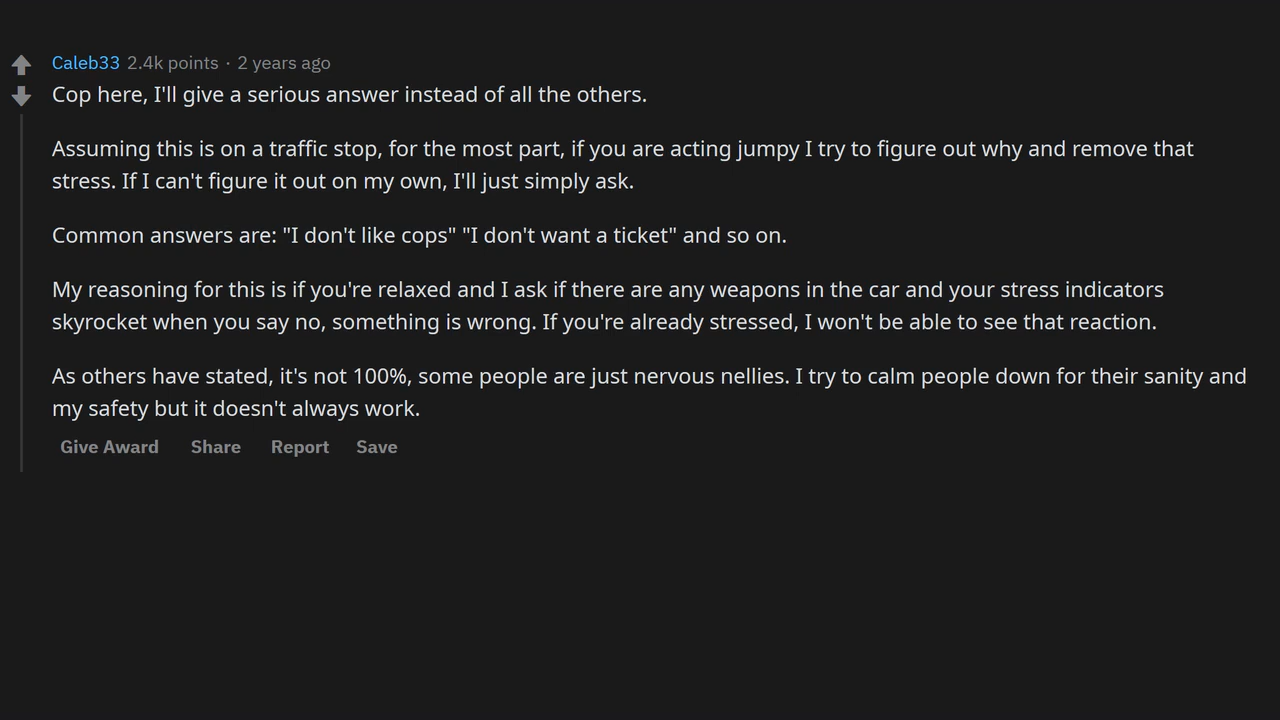 Caleb33 2.4k points · 2 years ago
Cop here, I'll give a serious answer instead of all the others.
Assuming this is on a traffic stop, for the most part, if you are acting jumpy I try to figure out why and remove that
stress. If I can't figure it out on my own, I'll just simply ask.
Common answers are: "I don't like cops" "I don't want a ticket" and so on.
My reasoning for this is if you're relaxed and I ask if there are any weapons in the car and your stress indicators
skyrocket when you say no, something is wrong. If you're already stressed, I won't be able to see that reaction.
As others have stated, it's not 100%, some people are just nervous nellies. I try to calm people down for their sanity and
my safety but it doesn't always work.
Give Award Share Report Save